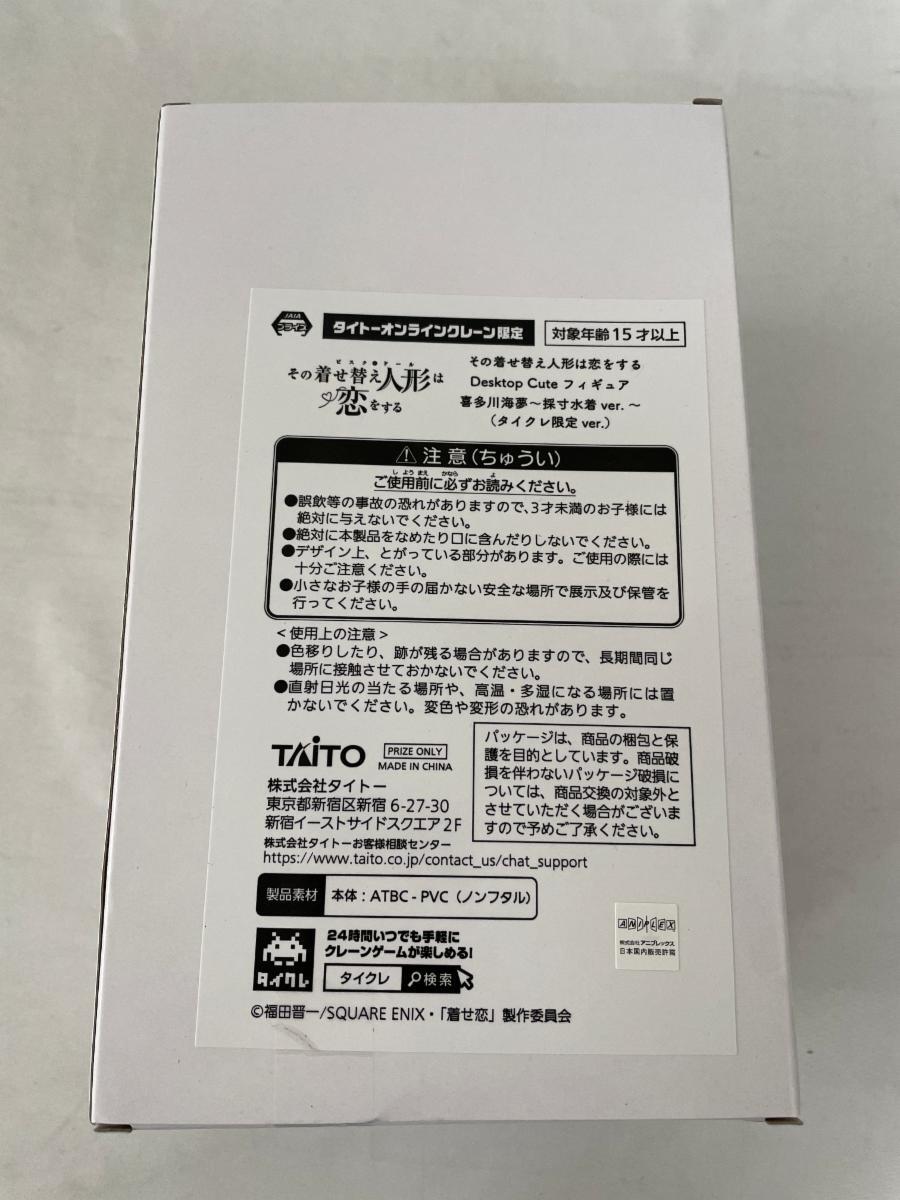 JAIA
プライズ
タイトーオンラインクレーン限定
対象年齢15才以上
ビスク・ドール
その着せ替え人形は
恋をする
その着せ替え人形は恋をする
Desktop Cute フィギュア
喜多川海夢～採寸水着 ver.～
（タイクレ限定 ver.）
⚠注意（ちゅうい）
しようまえ かなら よ
ご使用前に必ずお読みください。
●誤飲等の事故の恐れがありますので、3才未満のお子様には
絶対に与えないでください。
●絶対に本製品をなめたり口に含んだりしないでください。
●デザイン上、とがっている部分があります。ご使用の際には
十分ご注意ください。
●小さなお子様の手の届かない安全な場所で展示及び保管を
行ってください。
＜使用上の注意＞
●色移りしたり、跡が残る場合がありますので、長期間同じ
場所に接触させておかないでください。
●直射日光の当たる場所や、高温・多湿になる場所には置
かないでください。変色や変形の恐れがあります。
TAITO
PRIZE ONLY
MADE IN CHINA
株式会社タイトー
東京都新宿区新宿 6-27-30
新宿イーストサイドスクエア 2F
株式会社タイトーお客様相談センター
https://www.taito.co.jp/contact_us/chat_support
パッケージは、商品の梱包と保
護を目的としています。商品破
損を伴わないパッケージ破損に
ついては、商品交換の対象外と
させていただく場合がございま
すので予めご了承ください。
製品素材 本体：ATBC-PVC（ノンフタル）
タイクレ
24時間いつでも手軽に
クレーンゲームが楽しめる！
タイクレ 検索
ANIPLEX
株式会社アニプレックス
日本国内販売許諾
©福田晋一/SQUARE ENIX・「着せ恋」製作委員会